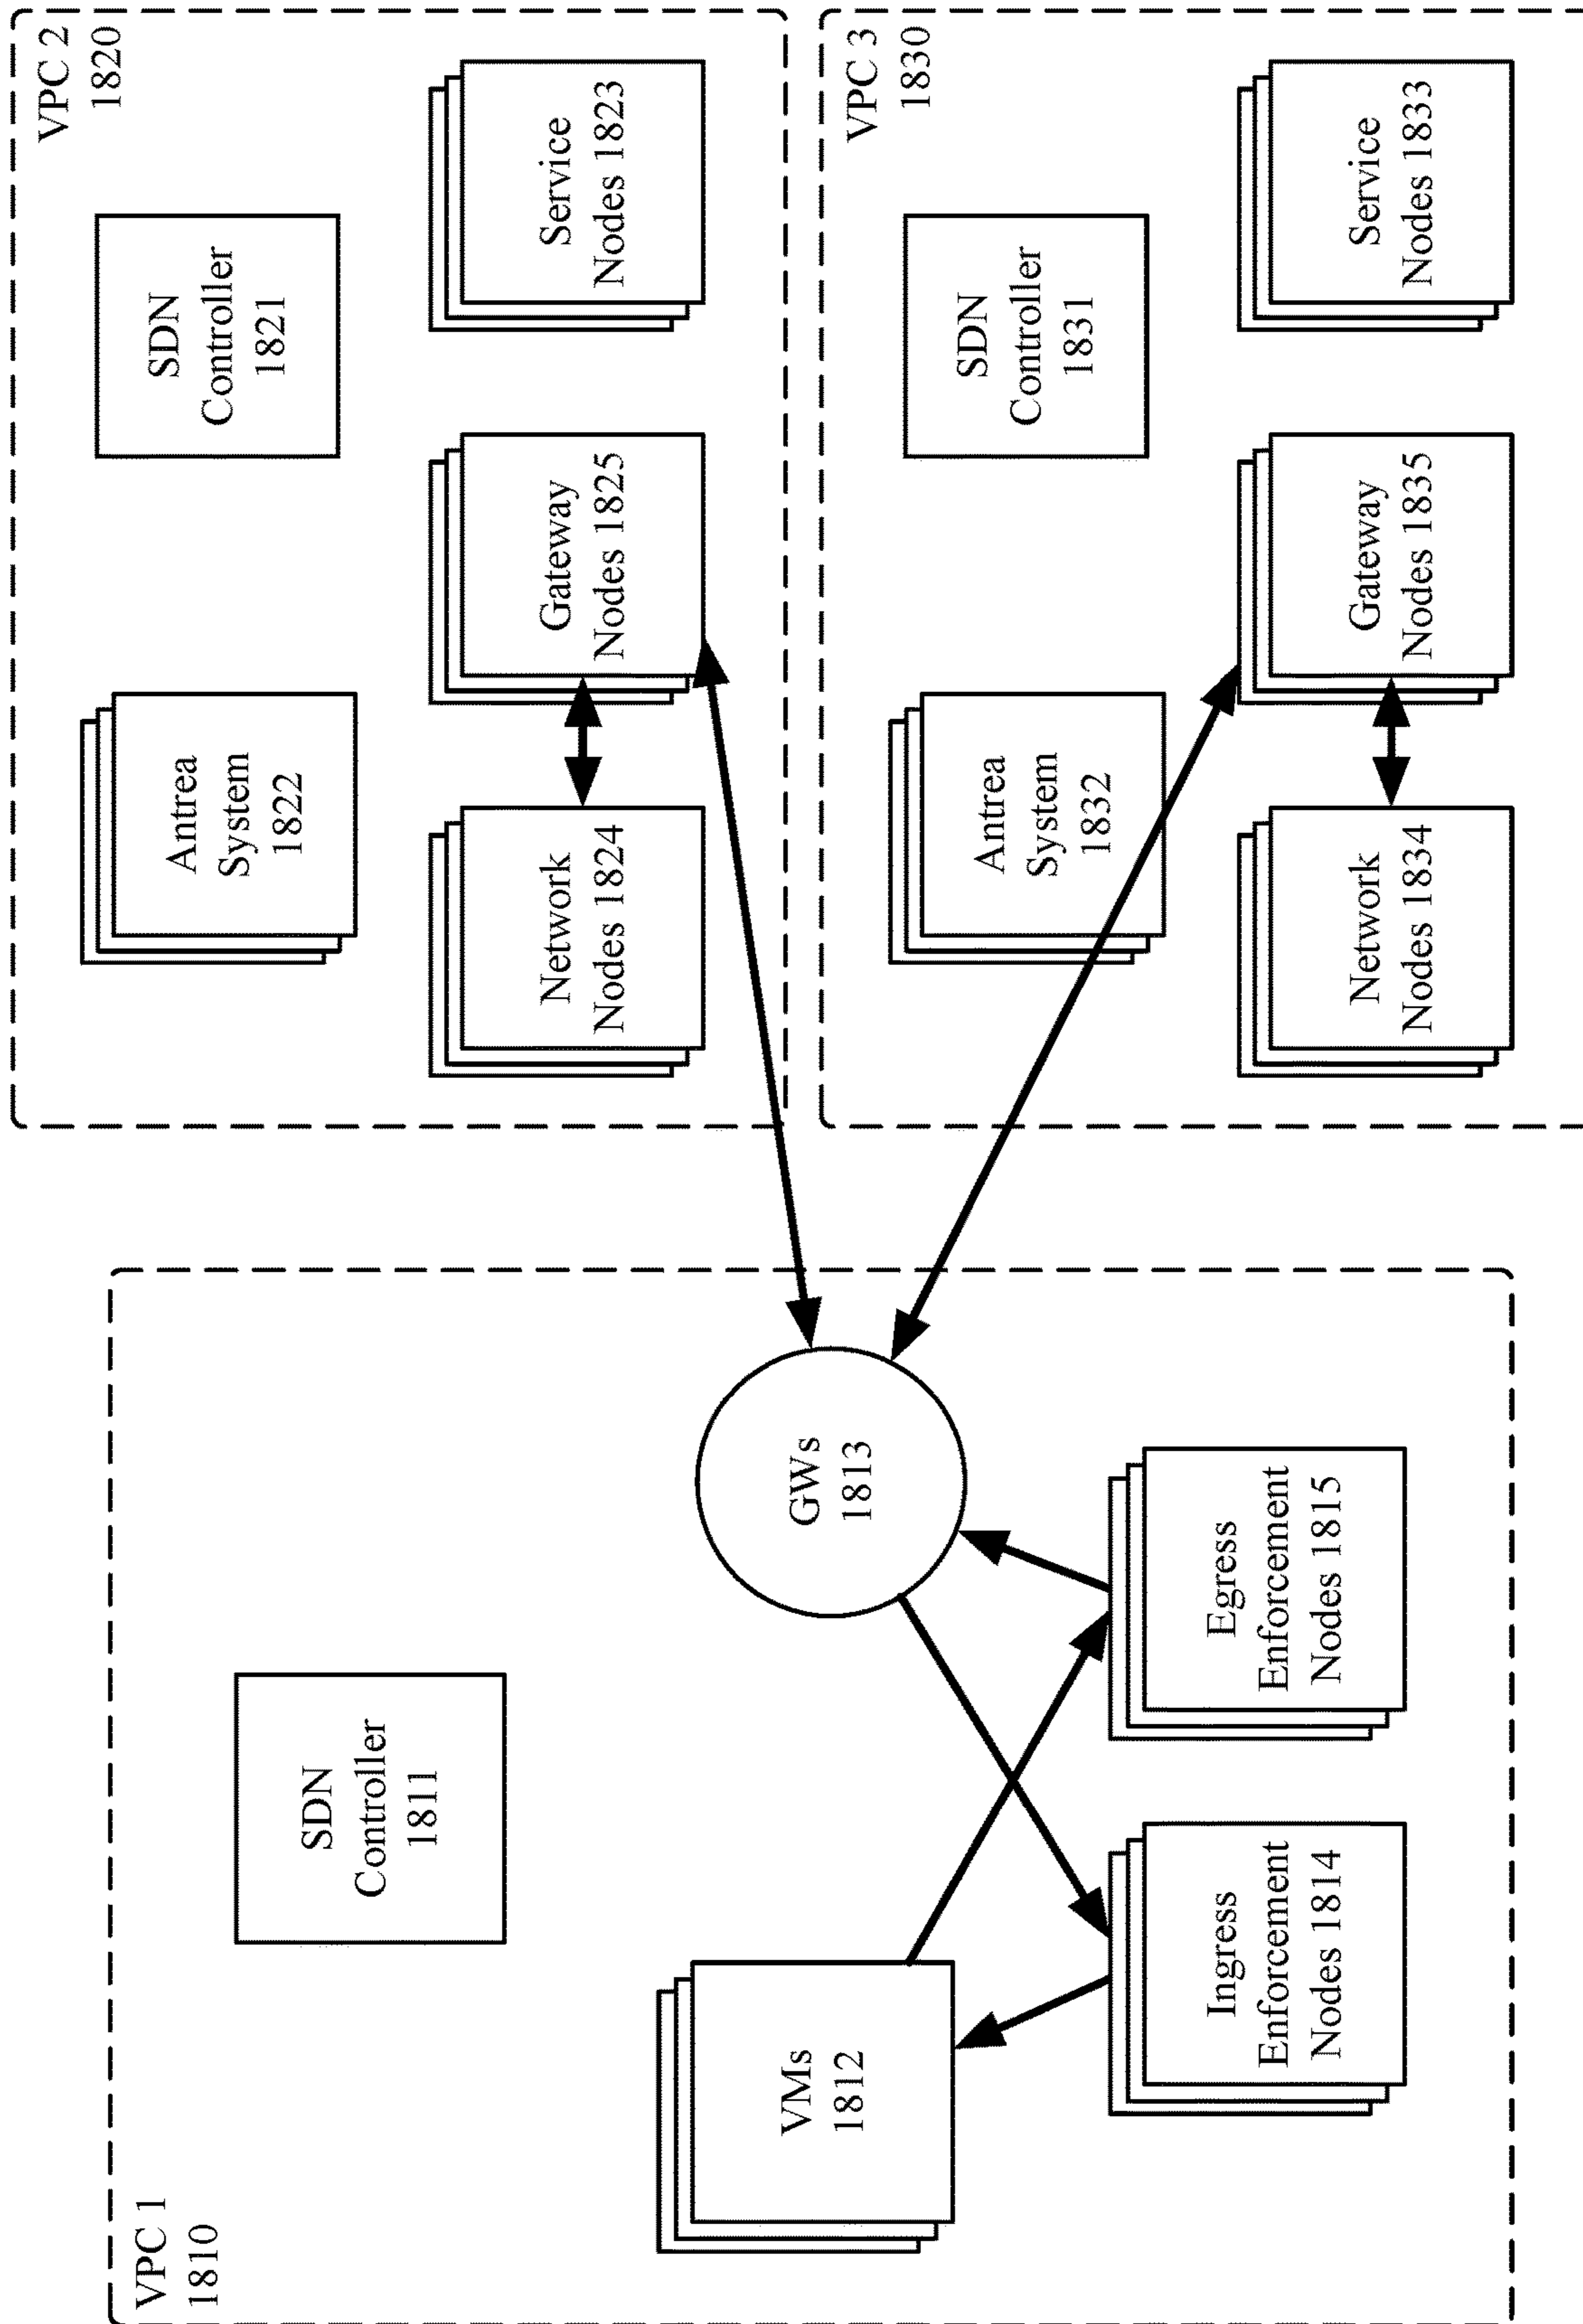 VPC 1
1810
SDN
Controller
1811
VMs
1812
GWs
1813
Ingress
Enforcement
Nodes 1814
Egress
Enforcement
Nodes 1815
VPC 2
1820
Antrea
System
1822
SDN
Controller
1821
Network
Nodes 1824
Gateway
Nodes 1825
Service
Nodes 1823
VPC 3
1830
Antrea
System
1832
SDN
Controller
1831
Network
Nodes 1834
Gateway
Nodes 1835
Service
Nodes 1833